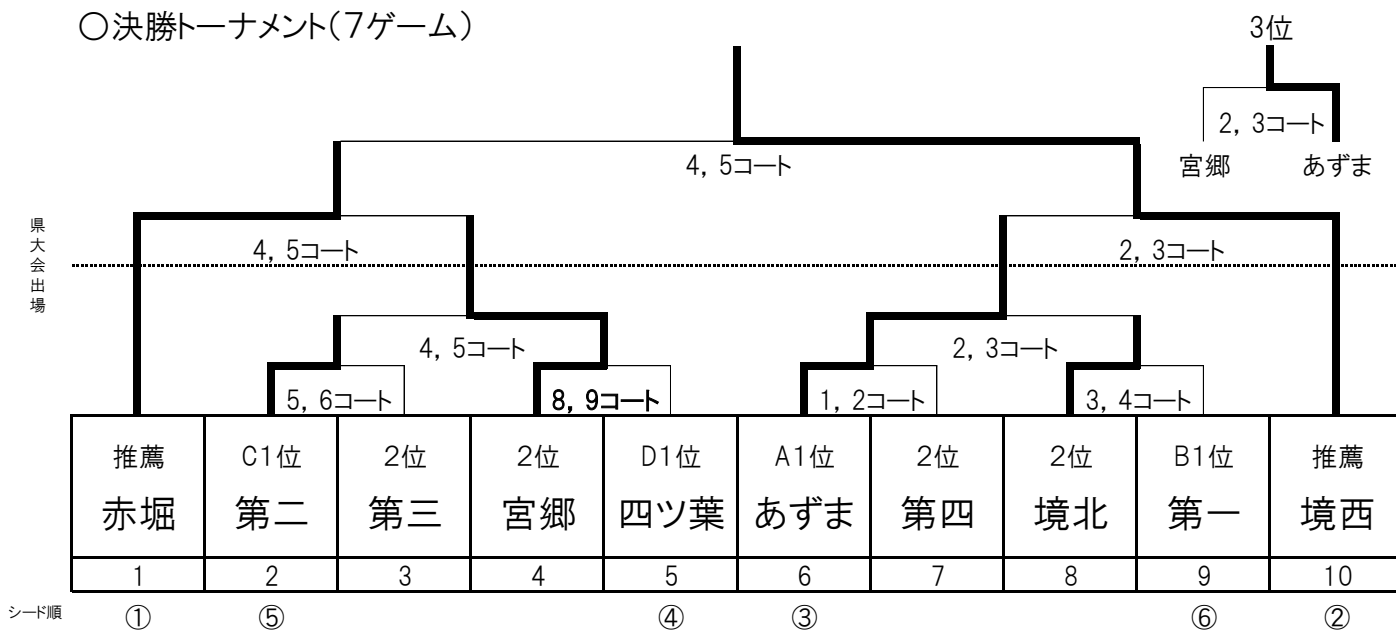 ○決勝トーナメント(7ゲーム)
3位
2, 3コート
宮郷 あずま
4, 5コート
県大会出場
4, 5コート 2, 3コート
4, 5コート 2, 3コート
5, 6コート 8, 9コート 1, 2コート 3, 4コート
推薦 C1位 2位 2位 D1位 A1位 2位 2位 B1位 推薦
赤堀 第二 第三 宮郷 四ツ葉 あずま 第四 境北 第一 境西
1 2 3 4 5 6 7 8 9 10
シード順 ① ⑤ ④ ③ ⑥ ②